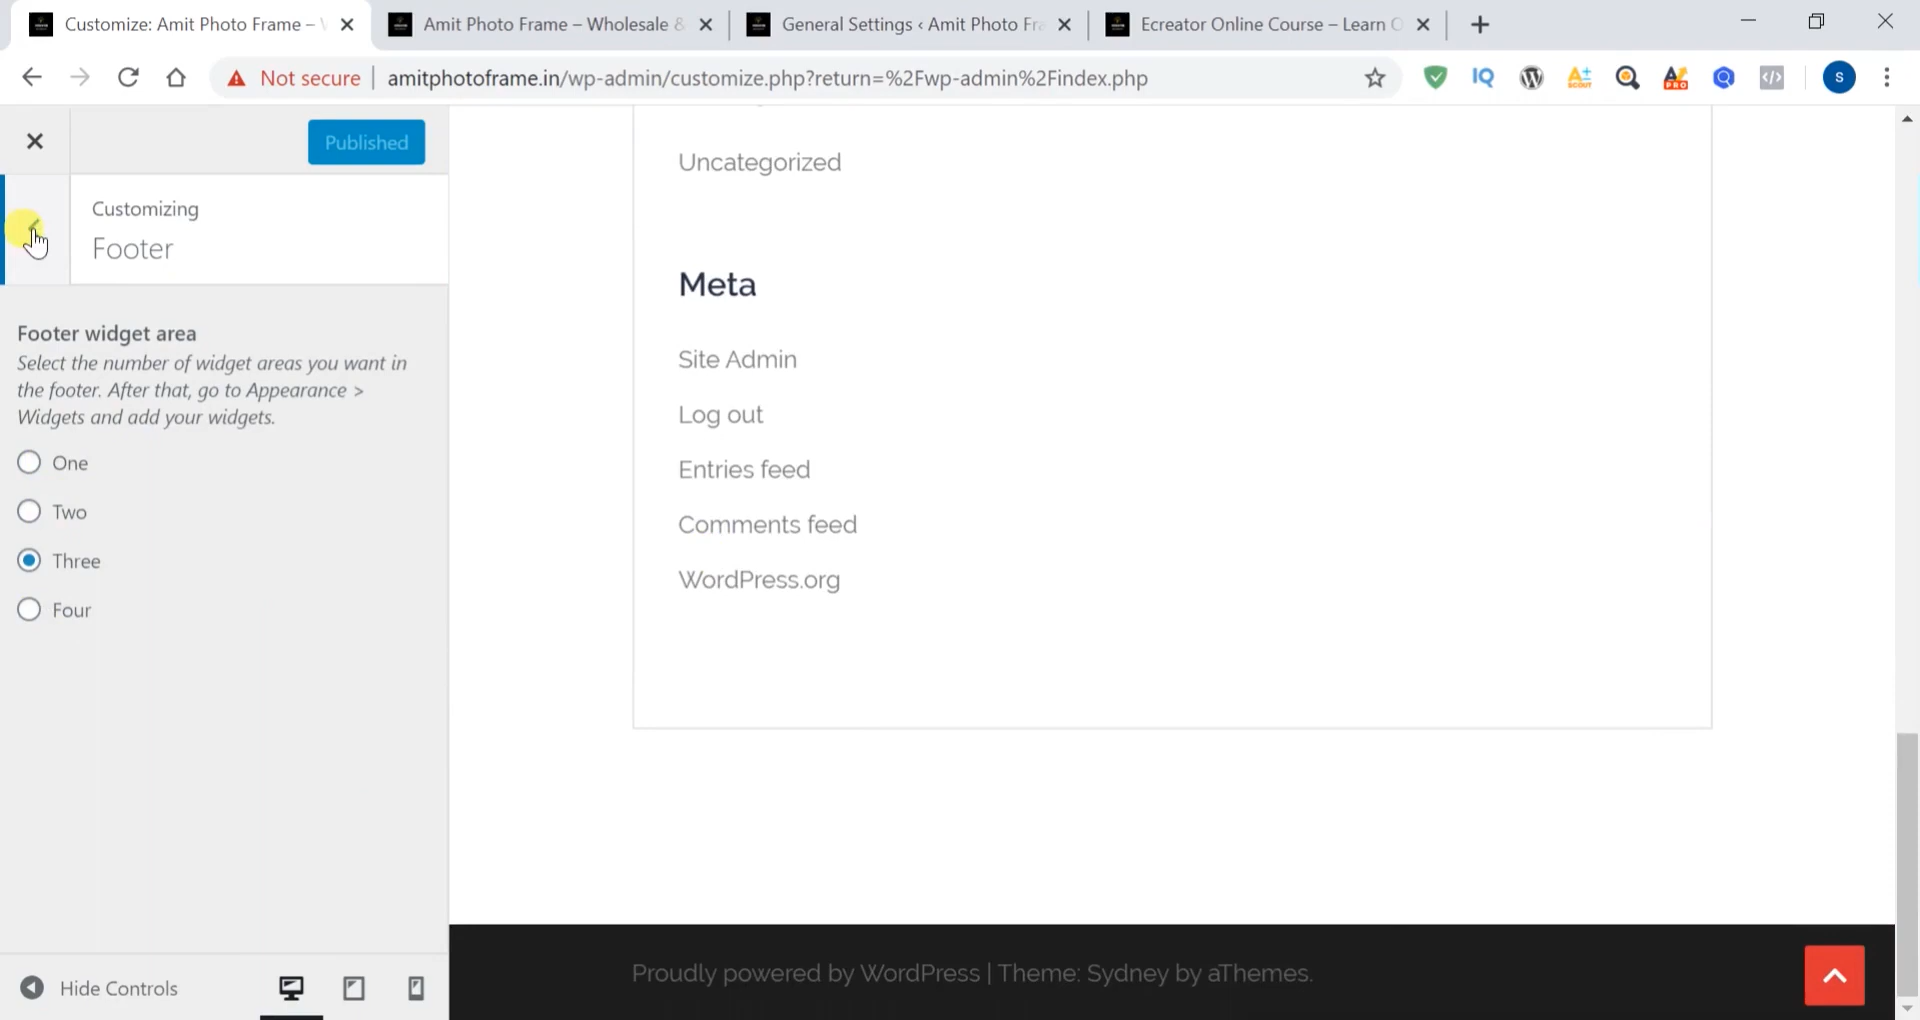 Customize: Amit Photo Frame –
Amit Photo Frame – Wholesale &
General Settings ‹ Amit Photo Fra
Ecreator Online Course – Learn O
Not secure
amitphotoframe.in/wp-admin/customize.php?return=%2Fwp-admin%2Findex.php
IQ
SCOUT
PRO
S
Published
Customizing
Footer
Footer widget area
Select the number of widget areas you want in
the footer. After that, go to Appearance >
Widgets and add your widgets.
One
Two
Three
Four
Hide Controls
Uncategorized
Meta
Site Admin
Log out
Entries feed
Comments feed
WordPress.org
Proudly powered by WordPress | Theme: Sydney by aThemes.